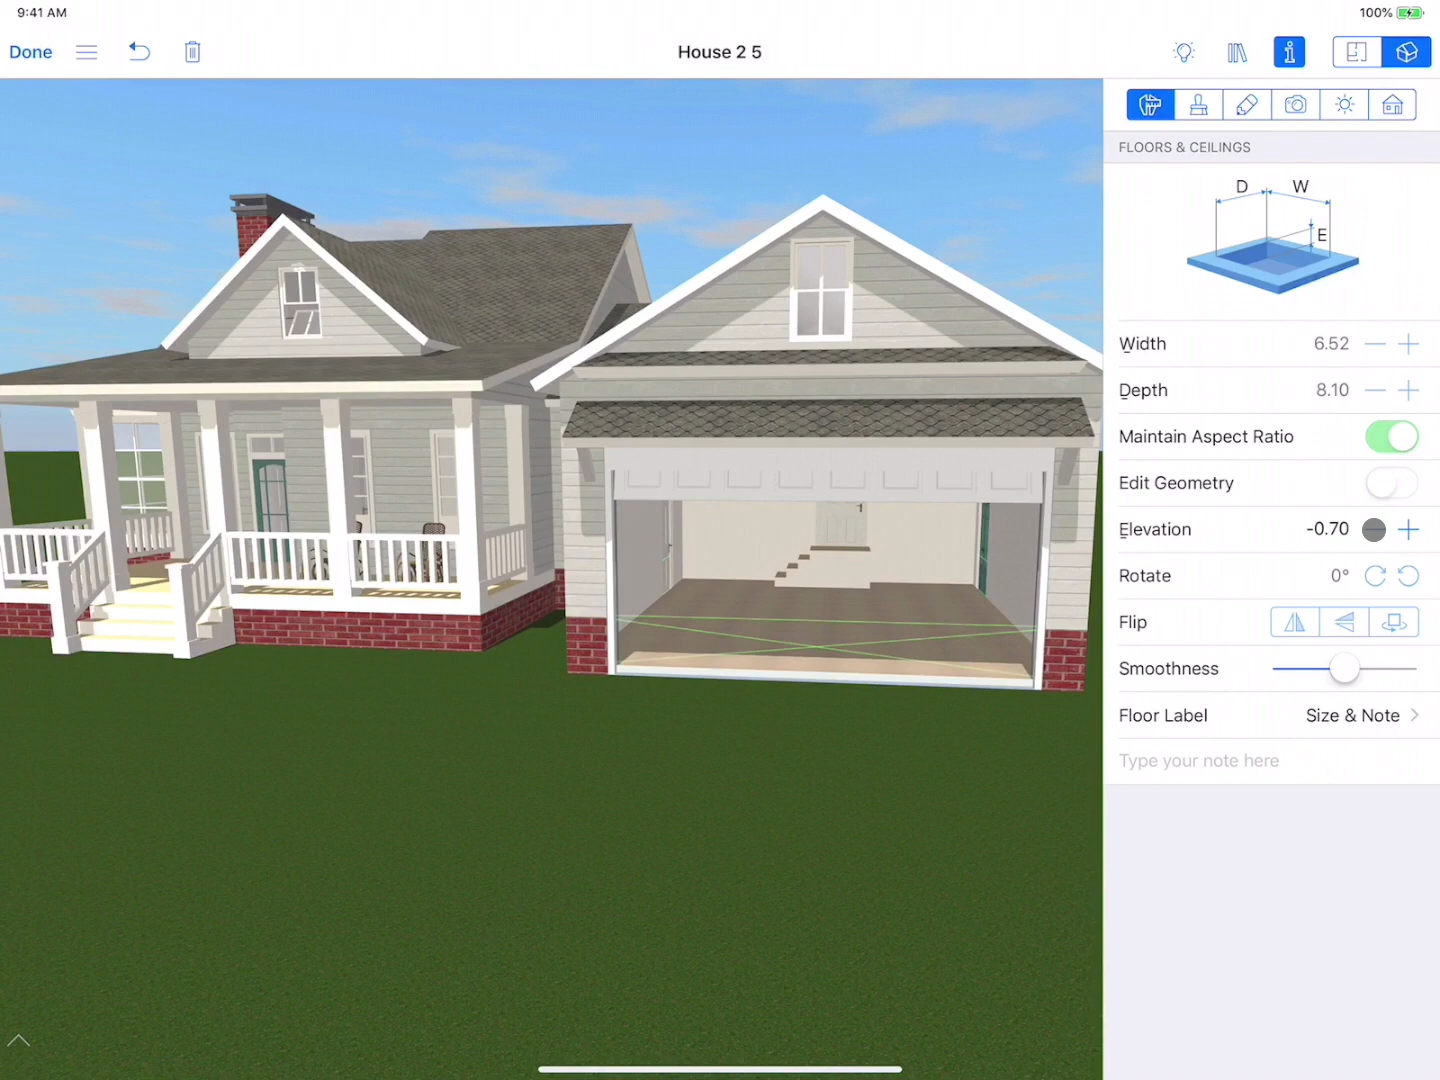 9:41 AM
100%
Done
House 2 5
FLOORS & CEILINGS
D W
E
Width 6.52
Depth 8.10
Maintain Aspect Ratio
Edit Geometry
Elevation -0.70
Rotate 0°
Flip
Smoothness
Floor Label Size & Note
Type your note here